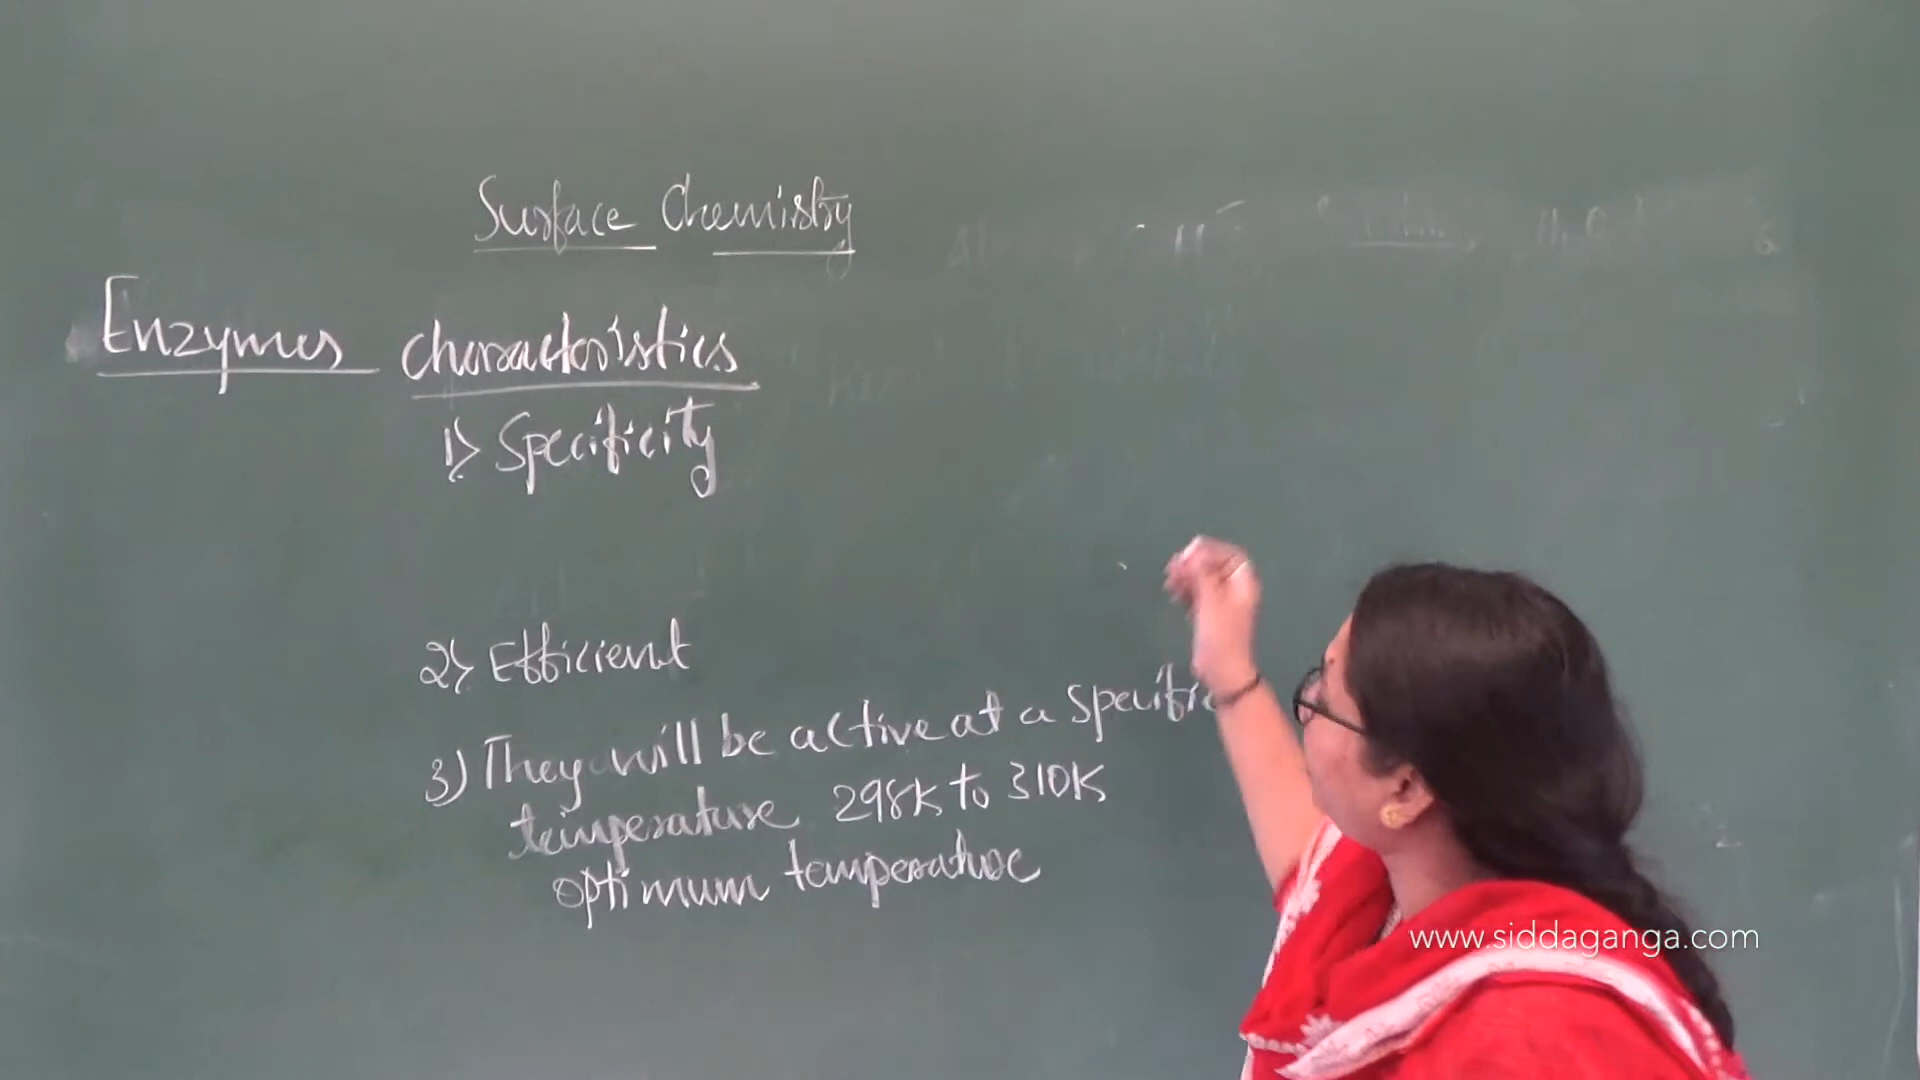 Surface Chemistry
Enzymes characteristics
1) Specificity
2) Efficient
3) They will be active at a specific
temperature 298K to 310K
optimum temperature
www.siddaganga.com